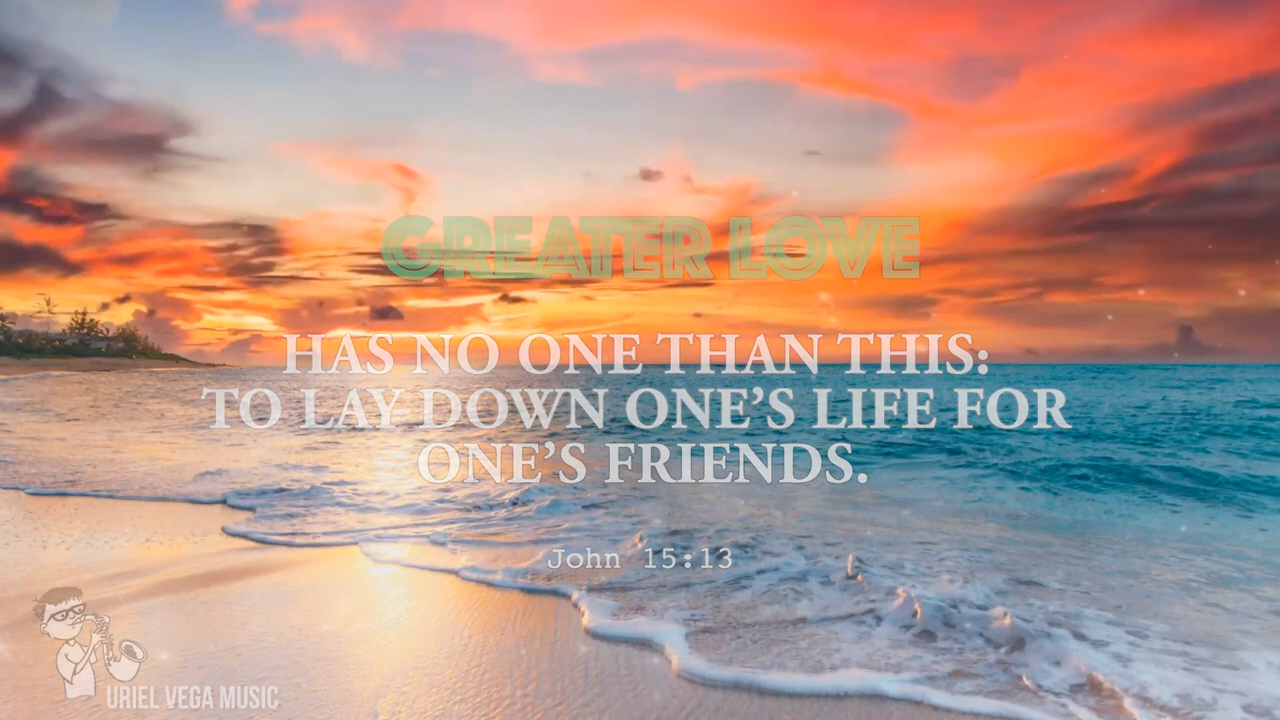 GREATER LOVE
HAS NO ONE THAN THIS:
TO LAY DOWN ONE’S LIFE FOR
ONE’S FRIENDS.
John 15:13
URIEL VEGA MUSIC